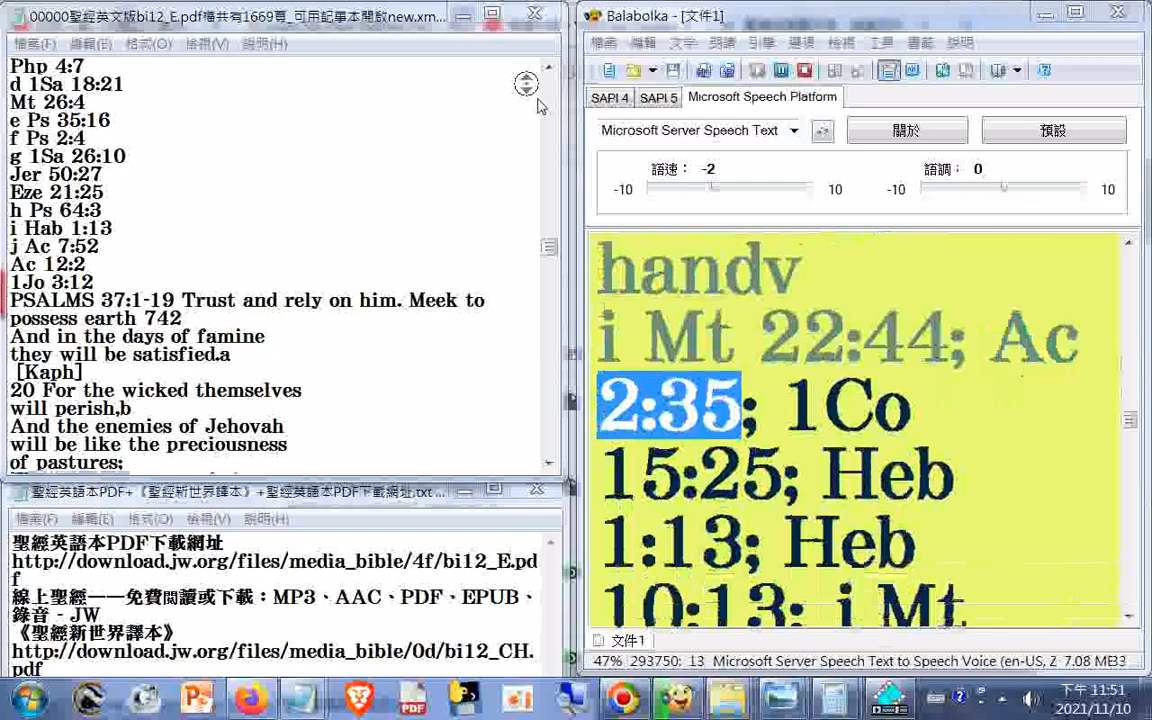 00000聖經英文版bi12_E.pdf檔共有1669頁_可用記事本開啟new.xm...
檔案(F) 編輯(E) 格式(O) 檢視(V) 說明(H)
Php 4:7
d 1Sa 18:21
Mt 26:4
e Ps 35:16
f Ps 2:4
g 1Sa 26:10
Jer 50:27
Eze 21:25
h Ps 64:3
i Hab 1:13
j Ac 7:52
Ac 12:2
1Jo 3:12
PSALMS 37:1-19 Trust and rely on him. Meek to
possess earth 742
And in the days of famine
they will be satisfied.a
[Kaph]
20 For the wicked themselves
will perish,b
And the enemies of Jehovah
will be like the preciousness
of pastures;
聖經英語本PDF+《聖經新世界譯本》+聖經英語本PDF下載網址.txt ...
檔案(F) 編輯(E) 格式(O) 檢視(V) 說明(H)
聖經英語本PDF下載網址
http://download.jw.org/files/media_bible/4f/bi12_E.pd
f
線上聖經——免費閱讀或下載：MP3、AAC、PDF、EPUB、
錄音 - JW
《聖經新世界譯本》
http://download.jw.org/files/media_bible/0d/bi12_CH.
pdf
Balabolka - [文件1]
檔案 編輯 文字 朗讀 引擎 選項 檢視 工具 書籤 說明
SAPI 4 SAPI 5 Microsoft Speech Platform
Microsoft Server Speech Text
關於 預設
語速： -2 語調： 0
-10 10 -10 10
handv
i Mt 22:44; Ac
2:35; 1Co
15:25; Heb
1:13; Heb
10:13; j Mt
文件1
47% 293750: 13 Microsoft Server Speech Text to Speech Voice (en-US, Z 7.08 MB
下午 11:51
2021/11/10